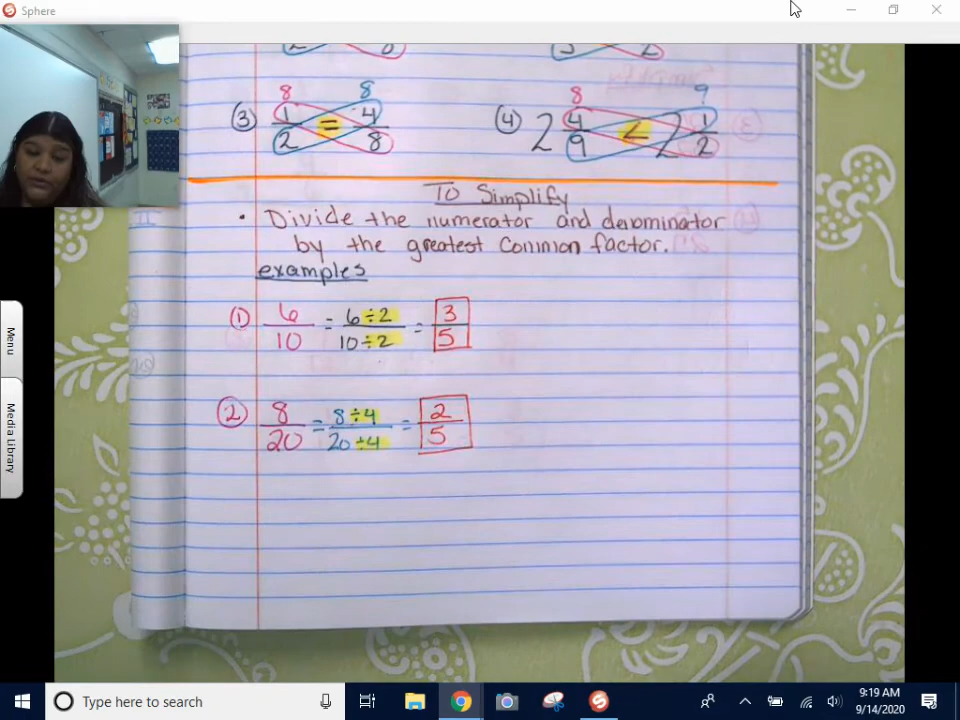 Sphere
8 8
③ 1/2 = 4/8
8 9
④ 2 4/9 < 2 1/2
To Simplify
• Divide the numerator and denominator
by the greatest common factor.
examples
① 6/10 = 6÷2/10÷2 = 3/5
② 8/20 = 8÷4/20÷4 = 2/5
Menu
Media Library
Type here to search
9:19 AM
9/14/2020